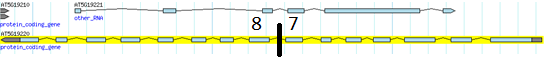 AT5G19210 AT5G19221
protein_coding_gene other_RNA
8 7
AT5G19220
protein_coding_gene